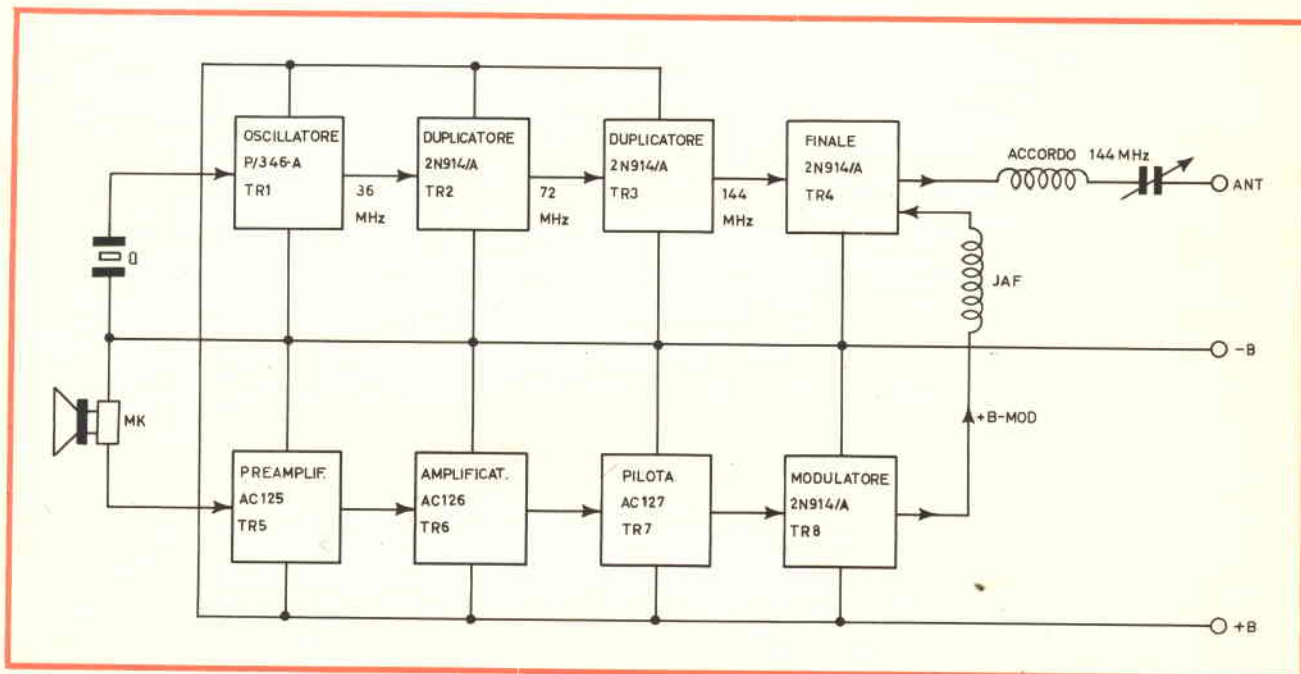 OSCILLATORE
P/346-A
TR1
36
MHz
DUPLICATORE
2N914/A
TR2
72
MHz
DUPLICATORE
2N914/A
TR3
144
MHz
FINALE
2N914/A
TR4
ACCORDO 144 MHz
ANT
Q
JAF
-B
MK
+B-MOD
PREAMPLIF.
AC125
TR5
AMPLIFICAT.
AC126
TR6
PILOTA
AC127
TR7
MODULATORE
2N914/A
TR8
+B